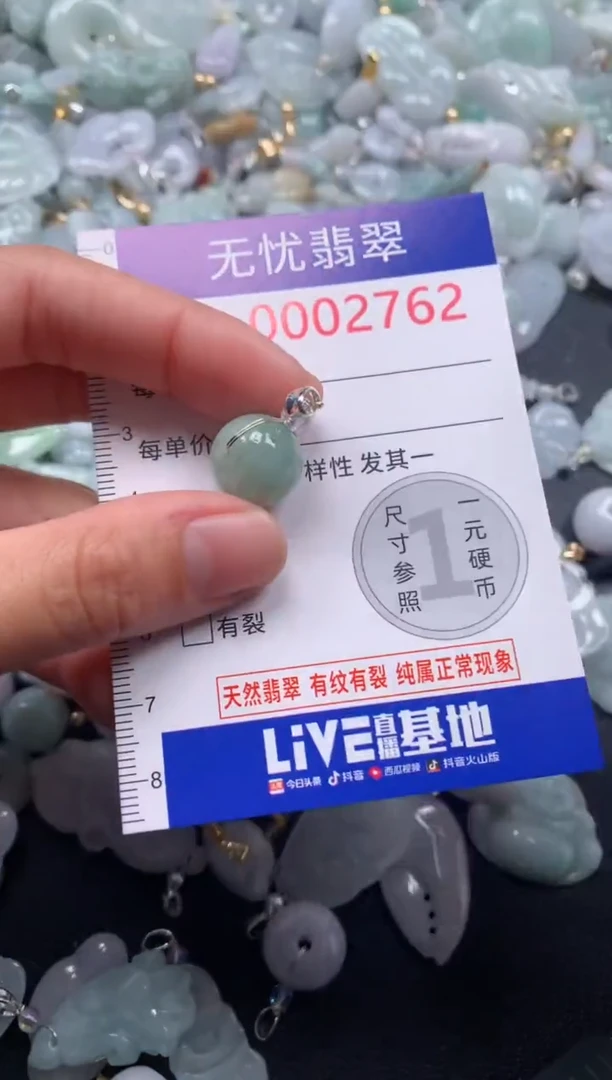 0
无忧翡翠
0002762
每
3
每单价
样性 发其一
尺寸参照
1
一元硬币
有裂
天然翡翠 有纹有裂 纯属正常现象
7
LiVE直播基地
8
今日头条 抖音 西瓜视频 抖音火山版